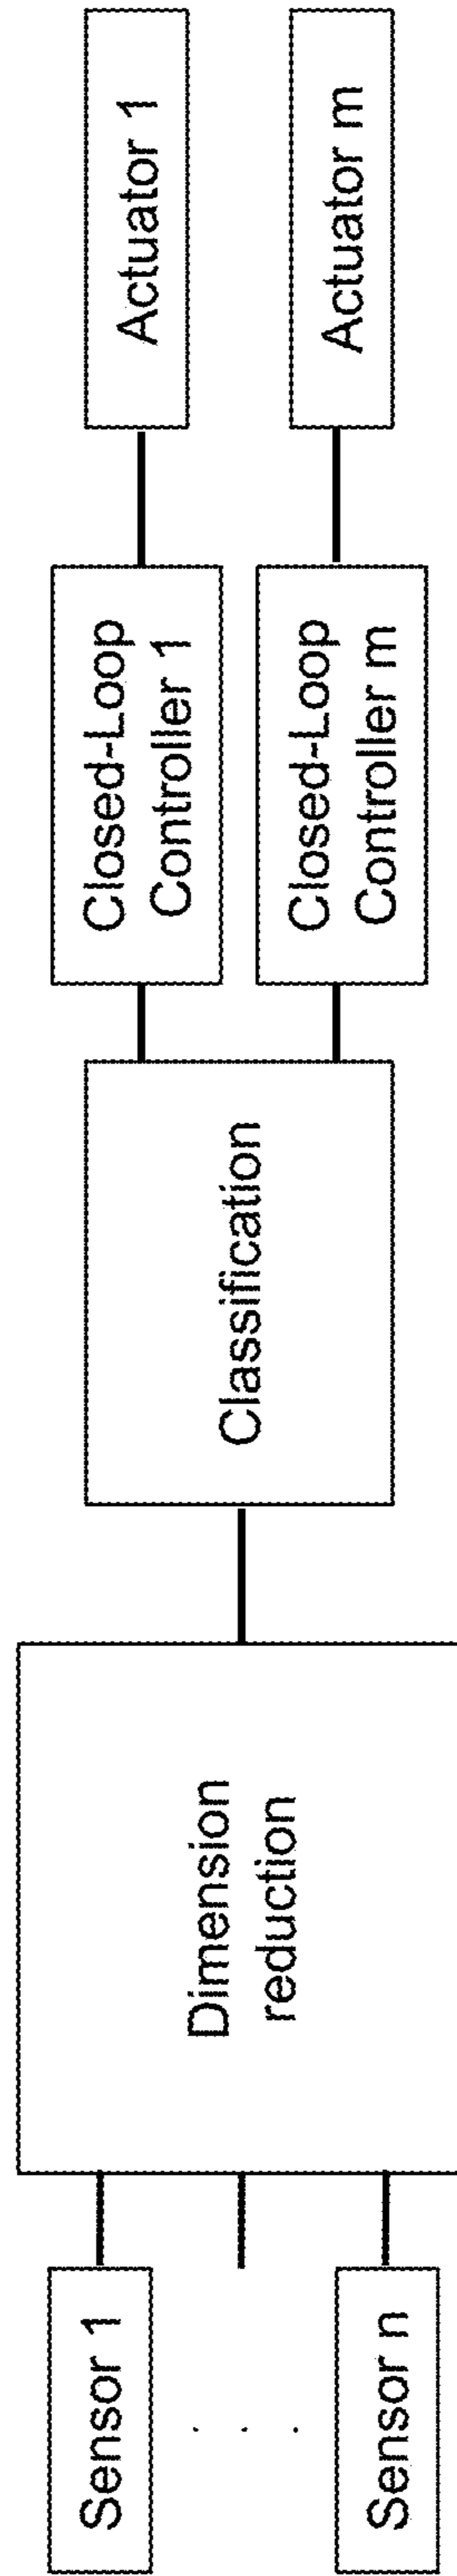 Sensor 1
. . .
Sensor n
Dimension
reduction
Classification
Closed-Loop
Controller 1
Closed-Loop
Controller m
Actuator 1
Actuator m